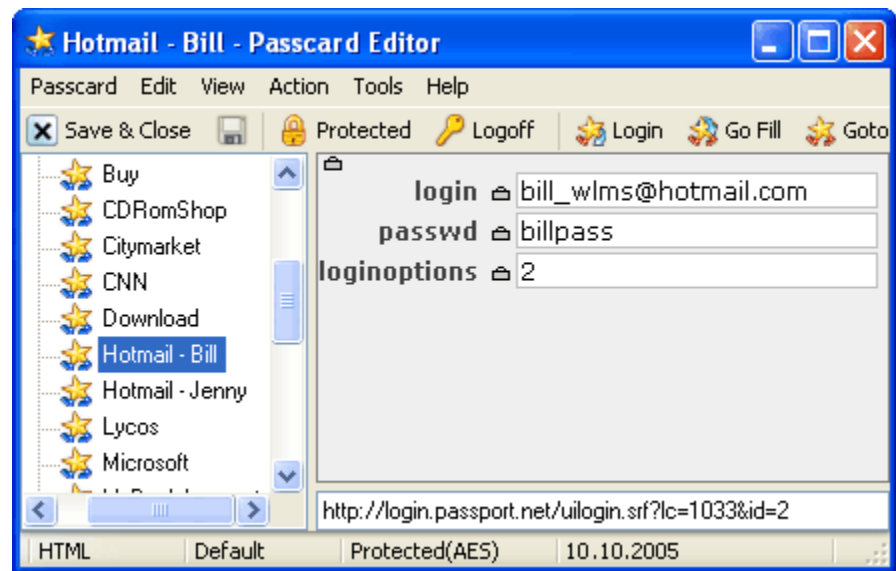 Hotmail - Bill - Passcard Editor
Passcard Edit View Action Tools Help
Save & Close Protected Logoff Login Go Fill Goto
Buy
CDRomShop
Citymarket
CNN
Download
Hotmail - Bill
Hotmail - Jenny
Lycos
Microsoft
login bill_wlms@hotmail.com
passwd billpass
loginoptions 2
http://login.passport.net/uilogin.srf?lc=1033&id=2
HTML Default Protected(AES) 10.10.2005